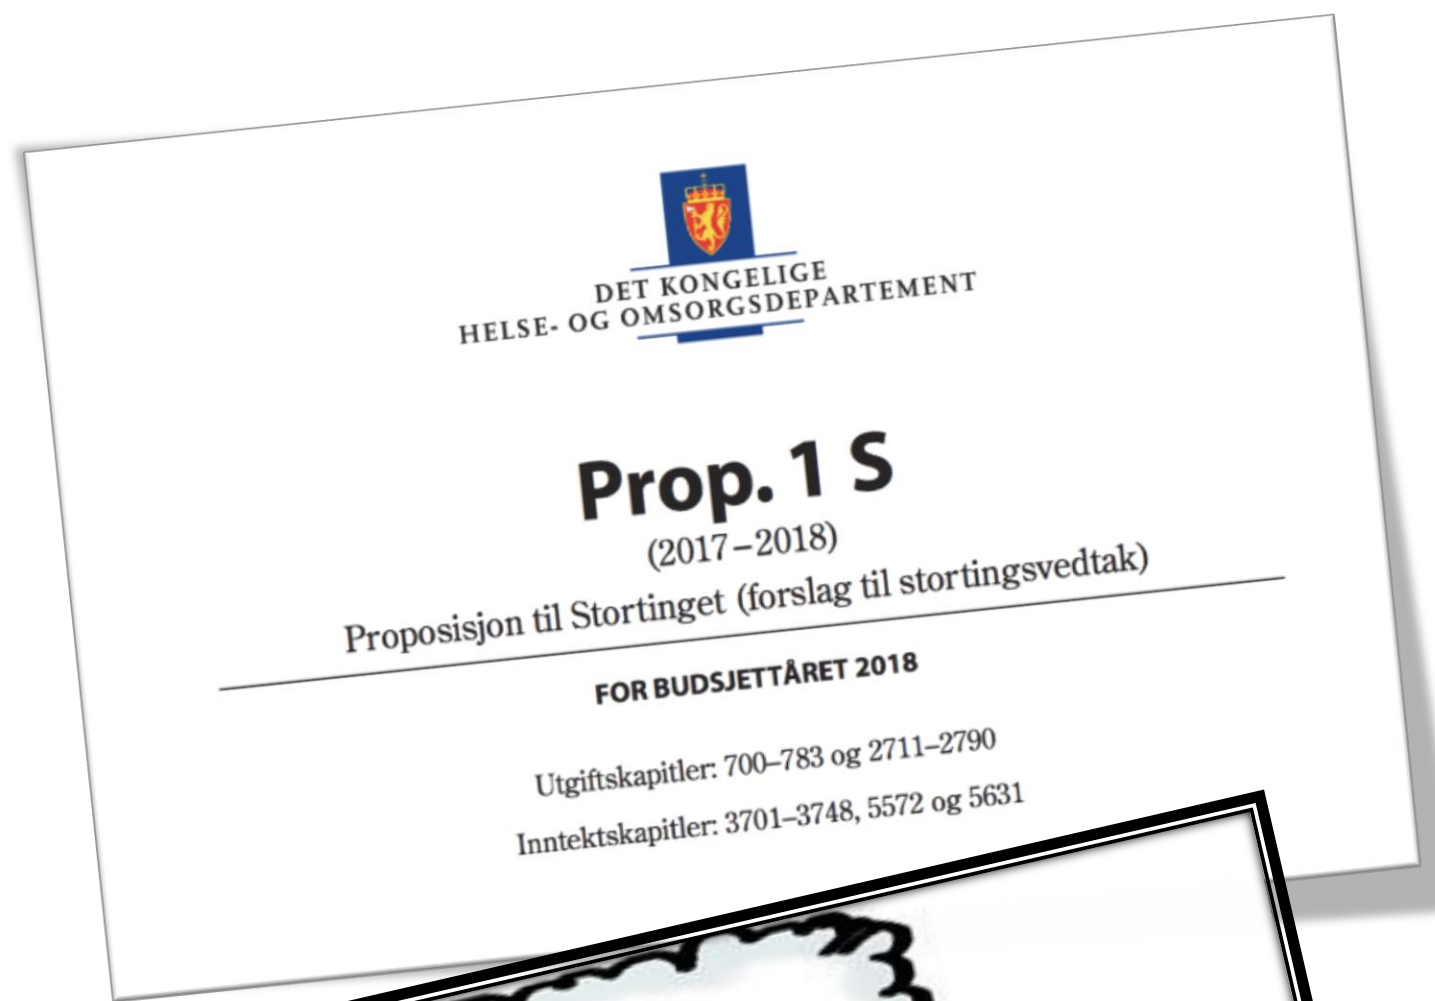 DET KONGELIGE
HELSE- OG OMSORGSDEPARTEMENT
Prop. 1 S
(2017–2018)
Proposisjon til Stortinget (forslag til stortingsvedtak)
FOR BUDSJETTÅRET 2018
Utgiftskapitler: 700–783 og 2711–2790
Inntektskapitler: 3701–3748, 5572 og 5631